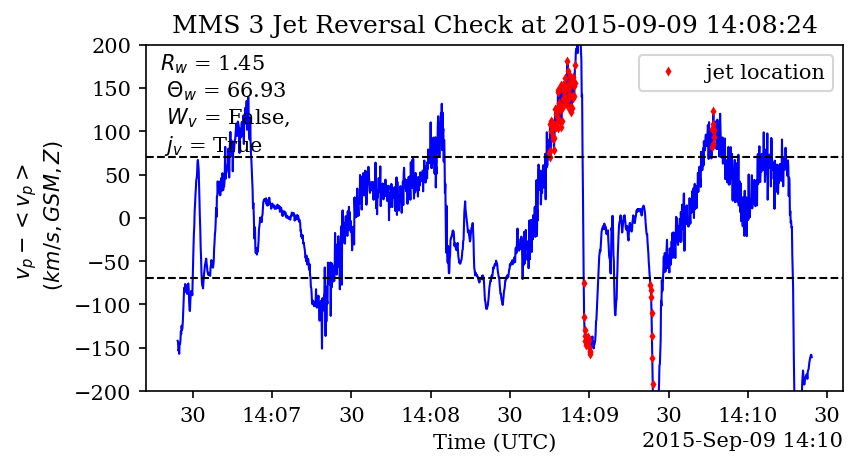 MMS 3 Jet Reversal Check at 2015-09-09 14:08:24
R_w = 1.45
Θ_w = 66.93
W_v = False,
j_v = True
jet location
v_p − < v_p >
(km/s, GSM, Z)
200
150
100
50
0
−50
−100
−150
−200
30 14:07 30 14:08 30 14:09 30 14:10 30
Time (UTC)
2015-Sep-09 14:10